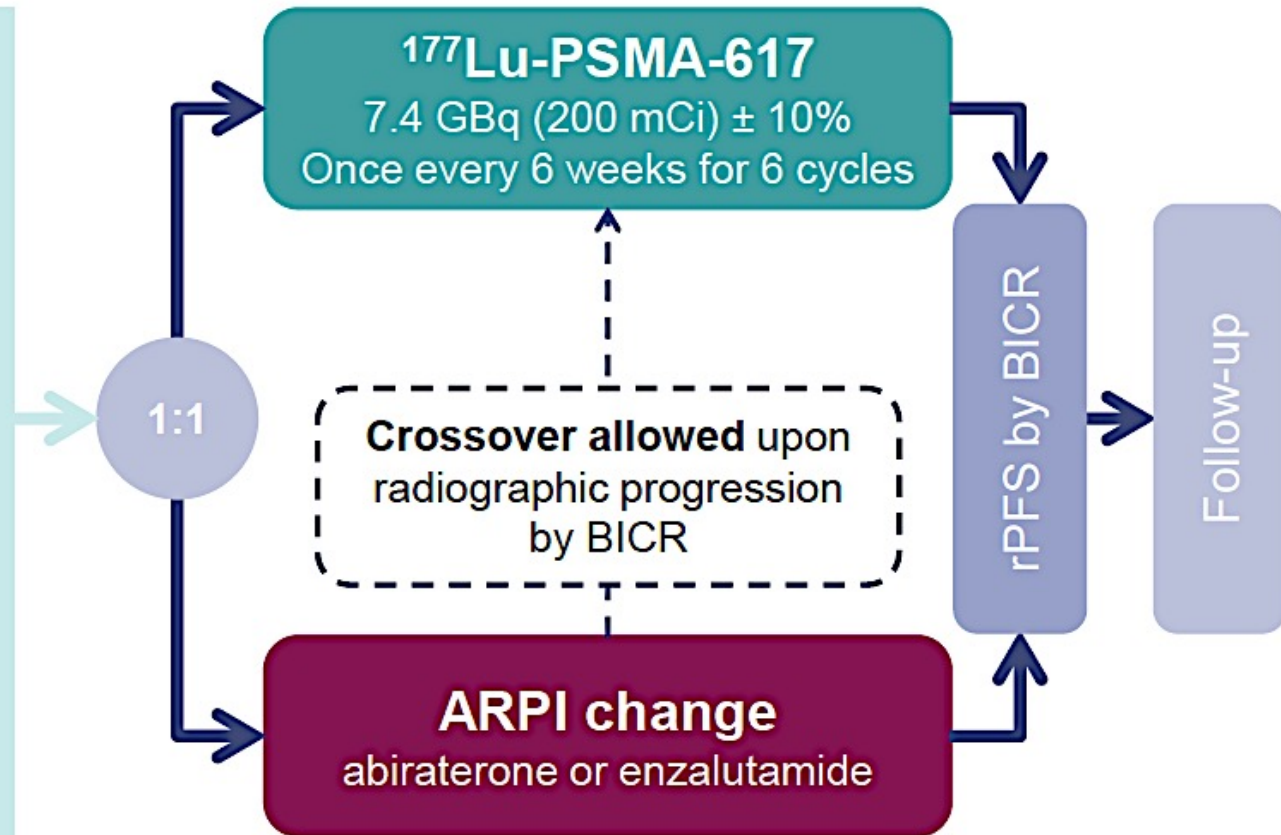 ¹⁷⁷Lu-PSMA-617
7.4 GBq (200 mCi) ± 10%
Once every 6 weeks for 6 cycles
1:1
Crossover allowed upon
radiographic progression
by BICR
ARPI change
abiraterone or enzalutamide
rPFS by BICR
Follow-up